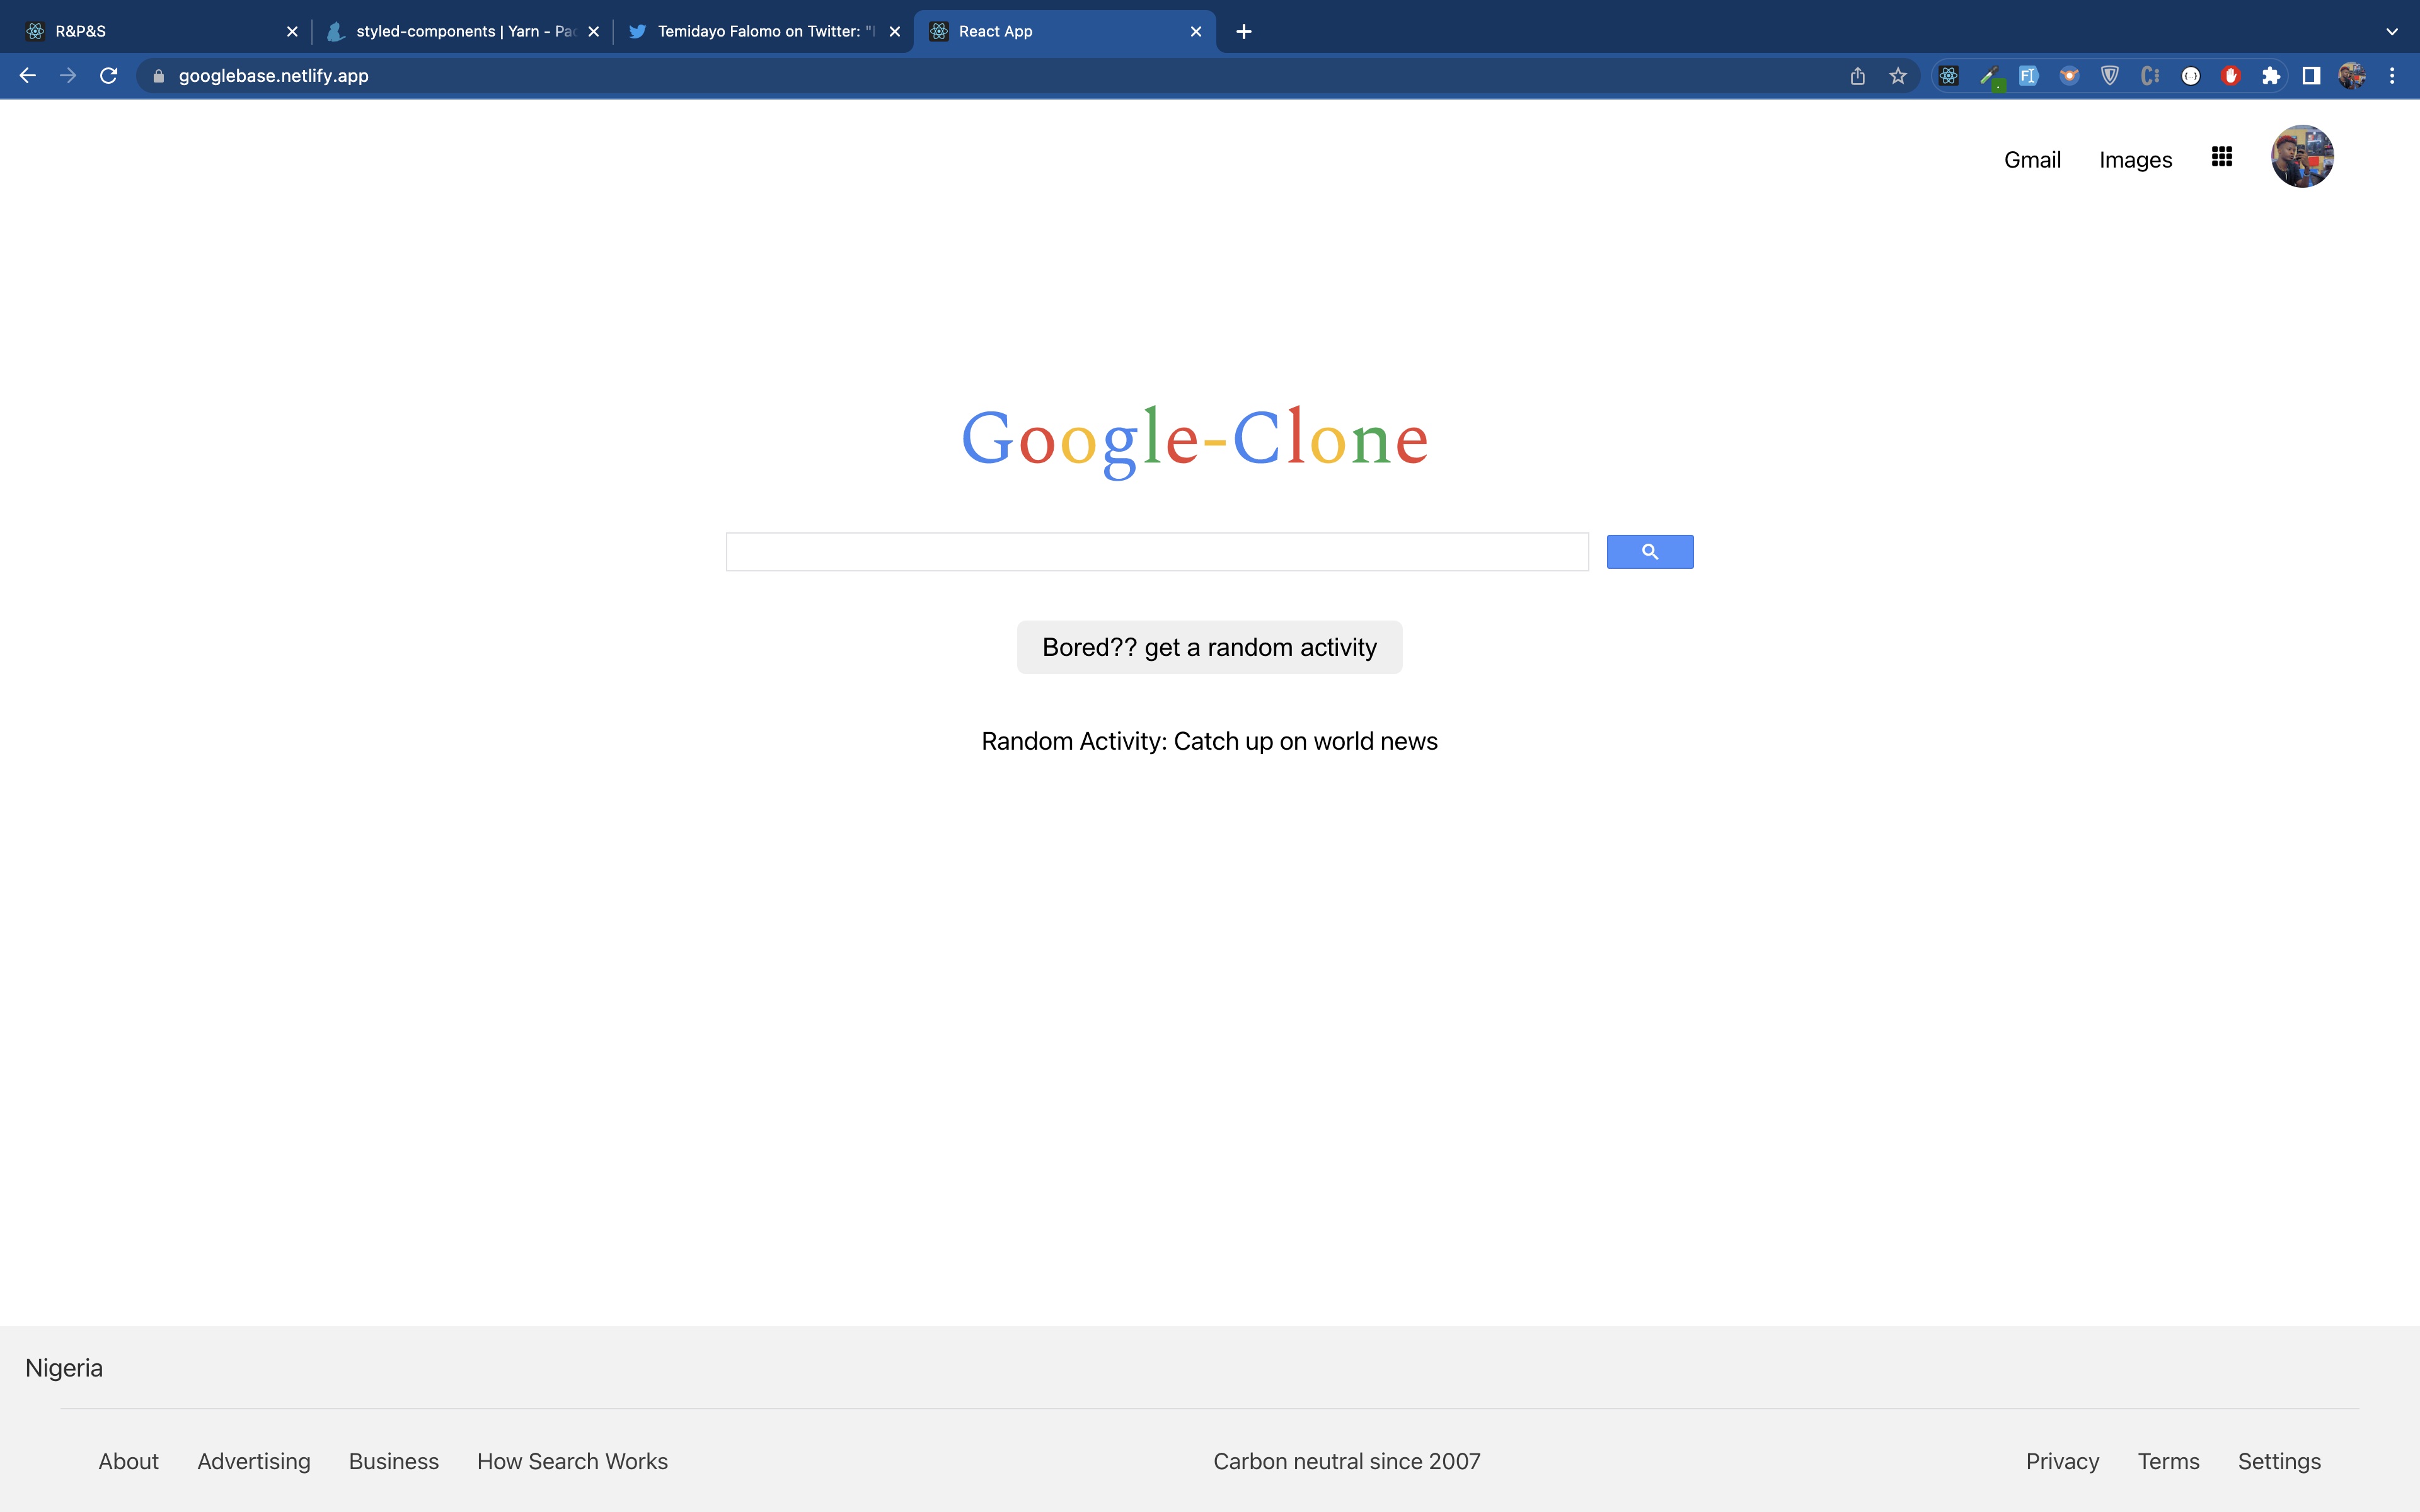 R&P&S
styled-components | Yarn - Pac
Temidayo Falomo on Twitter: "I
React App
googlebase.netlify.app
Gmail Images
Google-Clone
Bored?? get a random activity
Random Activity: Catch up on world news
Nigeria
About Advertising Business How Search Works Carbon neutral since 2007 Privacy Terms Settings